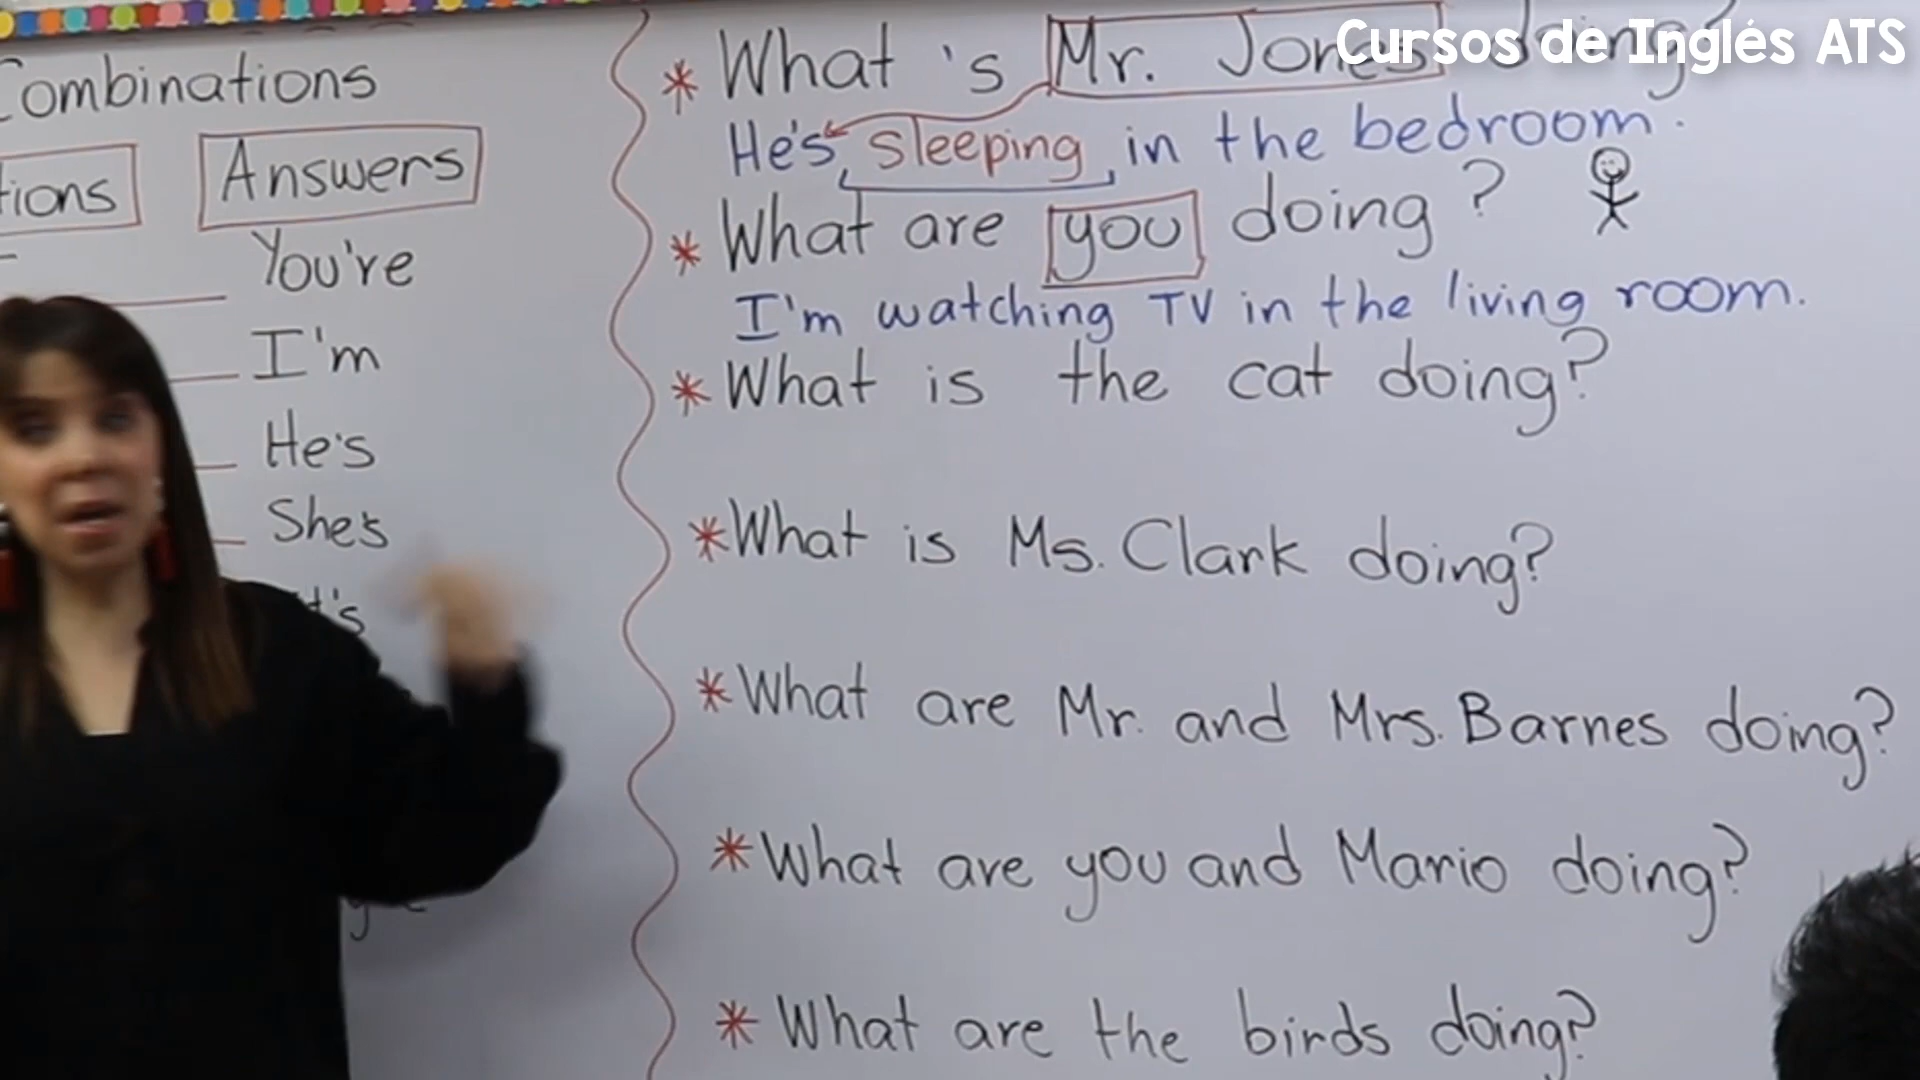 Cursos de Inglés ATS
Combinations
Answers
You're
I'm
He's
She's
* What 's Mr. Jones doing?
He's sleeping in the bedroom.
* What are you doing?
I'm watching TV in the living room.
* What is the cat doing?
* What is Ms. Clark doing?
* What are Mr. and Mrs. Barnes doing?
* What are you and Mario doing?
* What are the birds doing?